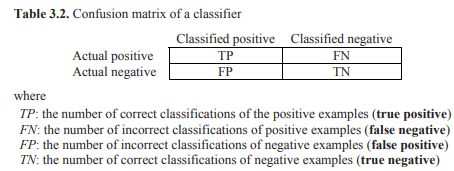 Table 3.2. Confusion matrix of a classifier
Classified positive Classified negative
Actual positive TP FN
Actual negative FP TN
where
TP: the number of correct classifications of the positive examples (true positive)
FN: the number of incorrect classifications of positive examples (false negative)
FP: the number of incorrect classifications of negative examples (false positive)
TN: the number of correct classifications of negative examples (true negative)